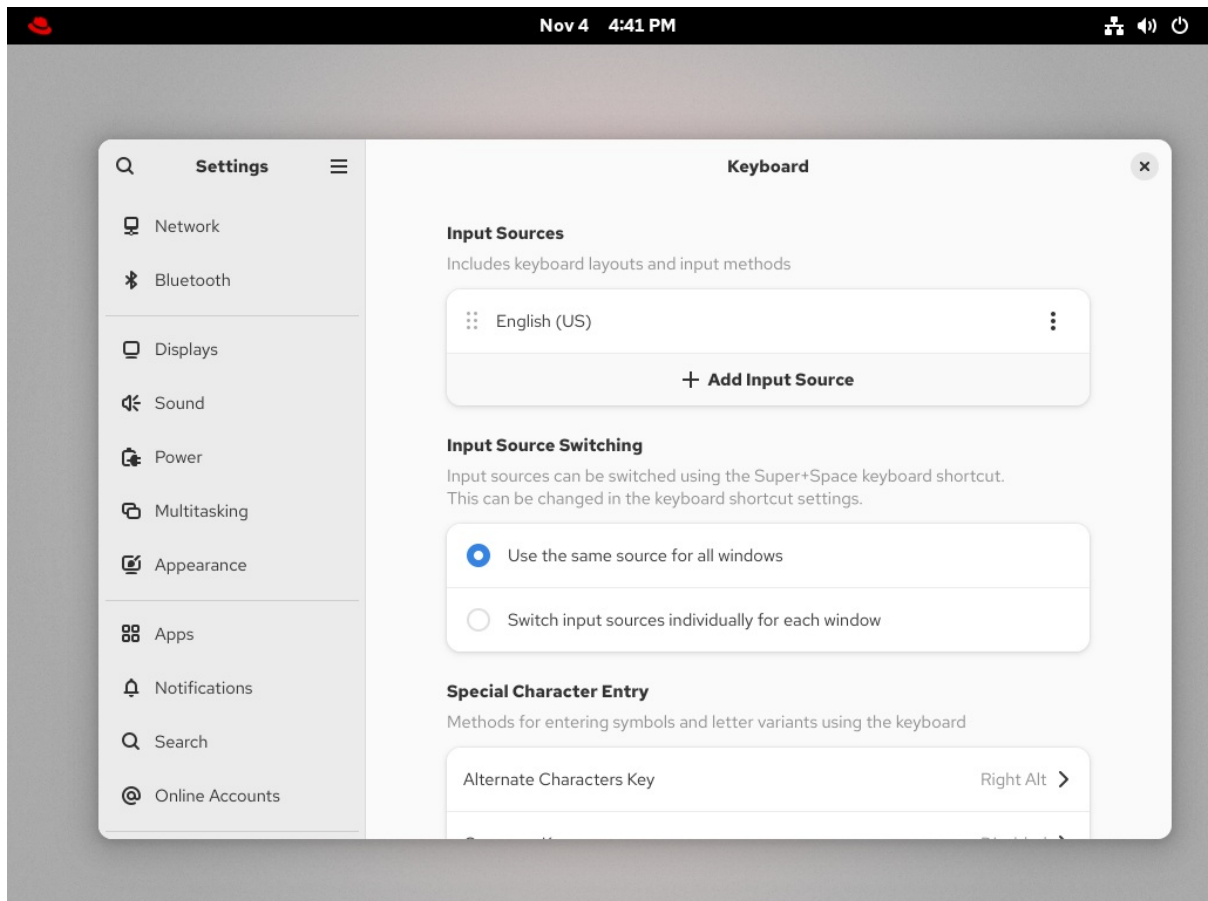 Nov 4 4:41 PM
Settings
Network
Bluetooth
Displays
Sound
Power
Multitasking
Appearance
Apps
Notifications
Search
Online Accounts
Keyboard
Input Sources
Includes keyboard layouts and input methods
English (US)
+ Add Input Source
Input Source Switching
Input sources can be switched using the Super+Space keyboard shortcut.
This can be changed in the keyboard shortcut settings.
Use the same source for all windows
Switch input sources individually for each window
Special Character Entry
Methods for entering symbols and letter variants using the keyboard
Alternate Characters Key Right Alt